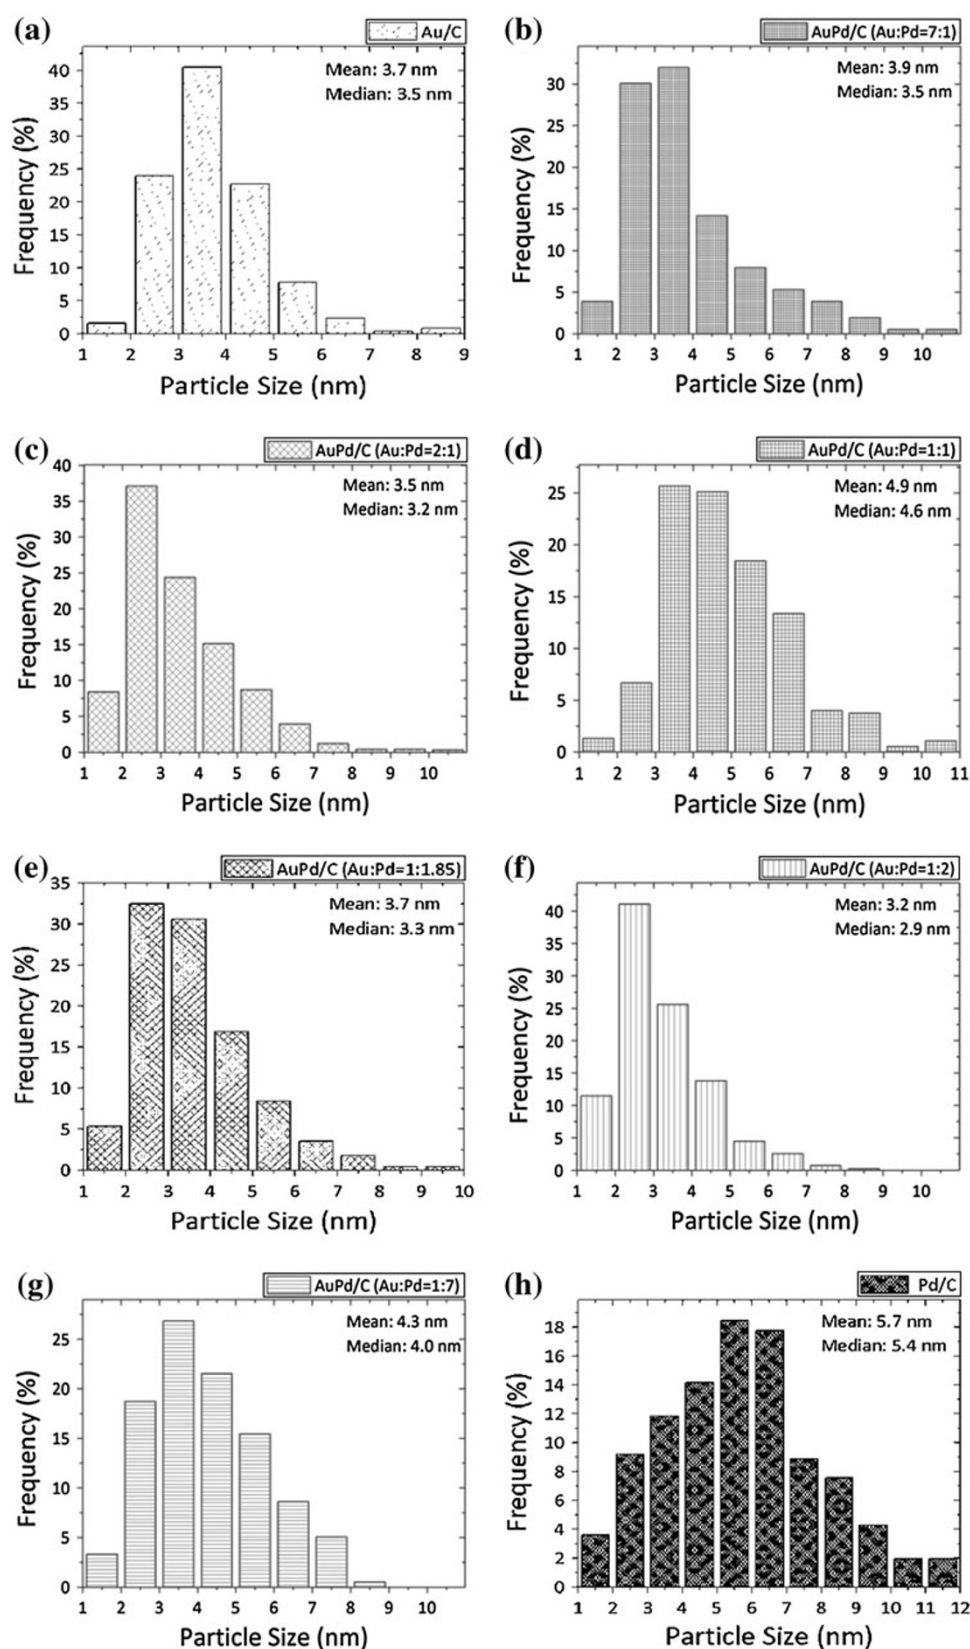 (a)
Au/C
Mean: 3.7 nm
Median: 3.5 nm
Frequency (%)
40
35
30
25
20
15
10
5
0
1 2 3 4 5 6 7 8 9
Particle Size (nm)
(b)
AuPd/C (Au:Pd=7:1)
Mean: 3.9 nm
Median: 3.5 nm
Frequency (%)
30
25
20
15
10
5
0
1 2 3 4 5 6 7 8 9 10
Particle Size (nm)
(c)
AuPd/C (Au:Pd=2:1)
Mean: 3.5 nm
Median: 3.2 nm
Frequency (%)
40
35
30
25
20
15
10
5
0
1 2 3 4 5 6 7 8 9 10
Particle Size (nm)
(d)
AuPd/C (Au:Pd=1:1)
Mean: 4.9 nm
Median: 4.6 nm
Frequency (%)
25
20
15
10
5
0
1 2 3 4 5 6 7 8 9 10 11
Particle Size (nm)
(e)
AuPd/C (Au:Pd=1:1.85)
Mean: 3.7 nm
Median: 3.3 nm
Frequency (%)
35
30
25
20
15
10
5
0
1 2 3 4 5 6 7 8 9 10
Particle Size (nm)
(f)
AuPd/C (Au:Pd=1:2)
Mean: 3.2 nm
Median: 2.9 nm
Frequency (%)
40
35
30
25
20
15
10
5
0
1 2 3 4 5 6 7 8 9 10
Particle Size (nm)
(g)
AuPd/C (Au:Pd=1:7)
Mean: 4.3 nm
Median: 4.0 nm
Frequency (%)
25
20
15
10
5
0
1 2 3 4 5 6 7 8 9 10
Particle Size (nm)
(h)
Pd/C
Mean: 5.7 nm
Median: 5.4 nm
Frequency (%)
18
16
14
12
10
8
6
4
2
0
1 2 3 4 5 6 7 8 9 10 11 12
Particle Size (nm)